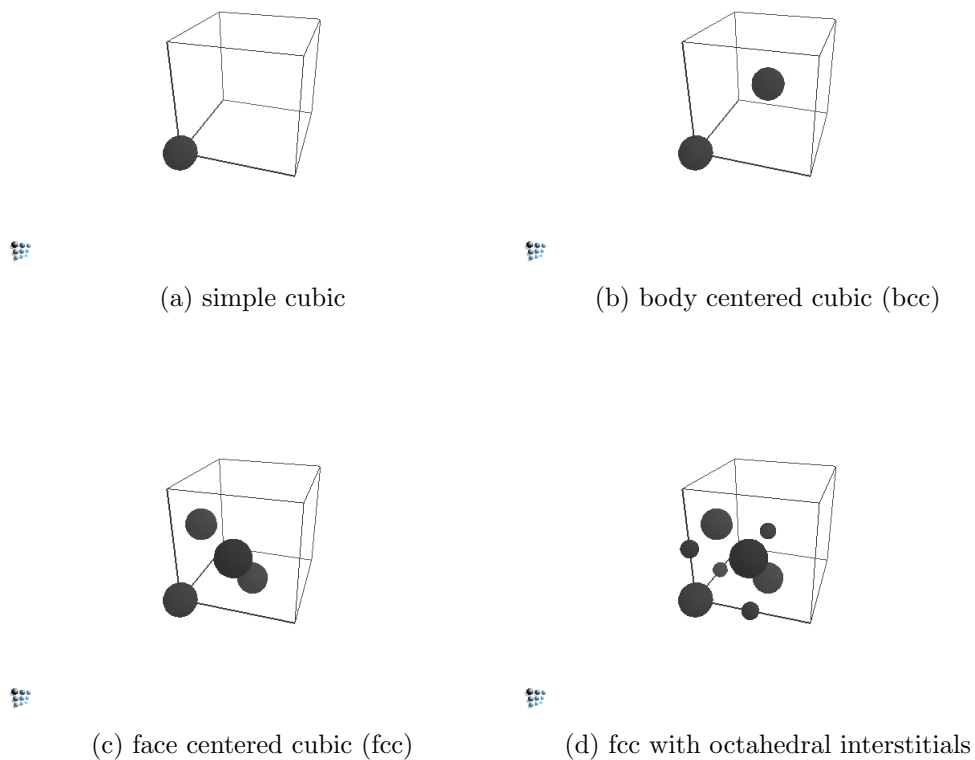 (a) simple cubic
(b) body centered cubic (bcc)
(c) face centered cubic (fcc)
(d) fcc with octahedral interstitials